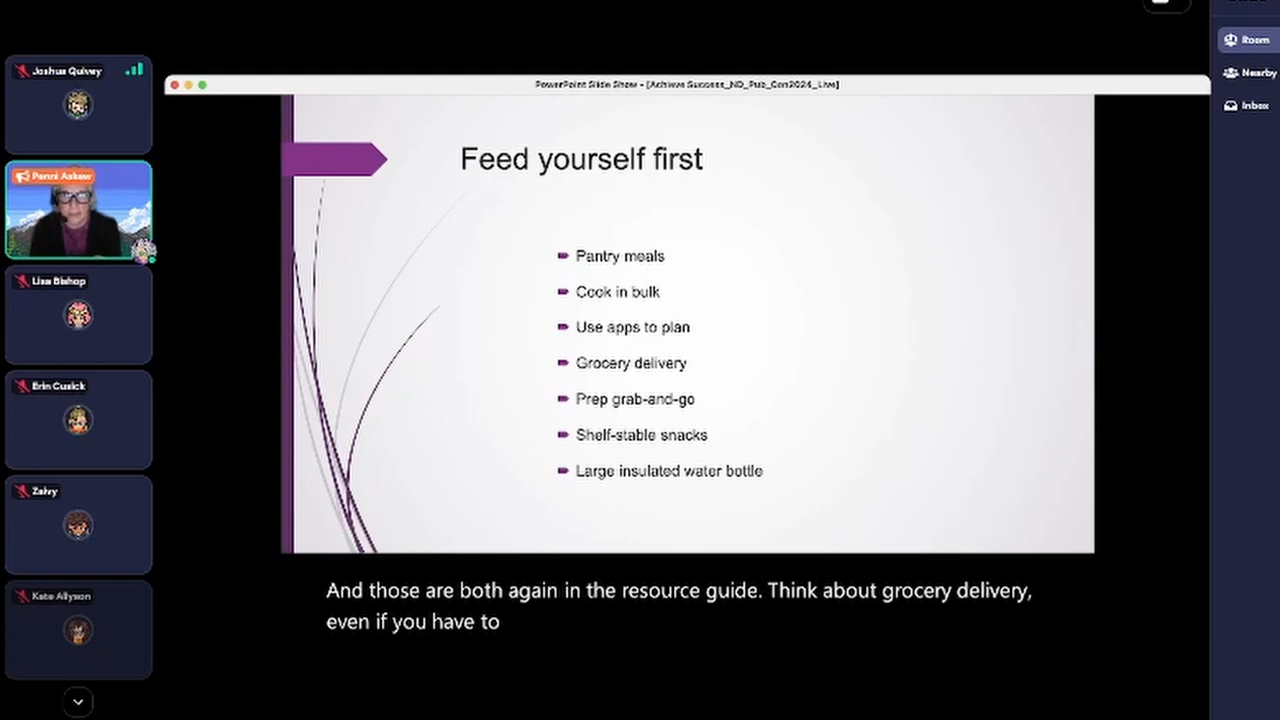 Joshua Quivey
Penni Askew
Lisa Bishop
Erin Cusick
Zalvy
Kate Allyson
PowerPoint Slide Show - [Achieve Success_ND_Pub_Con2024_Live]
Feed yourself first
Pantry meals
Cook in bulk
Use apps to plan
Grocery delivery
Prep grab-and-go
Shelf-stable snacks
Large insulated water bottle
And those are both again in the resource guide. Think about grocery delivery,
even if you have to
Room
Nearby
Inbox